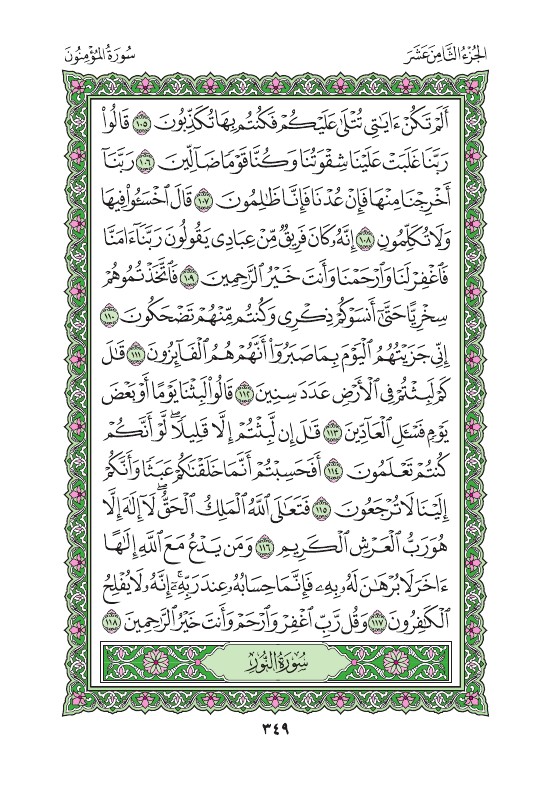 الجُزْءُ الثَّامِنَ عَشَرَ
سُورَةُ المُؤْمِنُونَ
أَلَمْ تَكُنْ ءَايَٰتِى تُتْلَىٰ عَلَيْكُمْ فَكُنتُم بِهَا تُكَذِّبُونَ ١٠٥ قَالُوا۟
رَبَّنَا غَلَبَتْ عَلَيْنَا شِقْوَتُنَا وَكُنَّا قَوْمًا ضَآلِّينَ ١٠٦ رَبَّنَآ
أَخْرِجْنَا مِنْهَا فَإِنْ عُدْنَا فَإِنَّا ظَٰلِمُونَ ١٠٧ قَالَ ٱخْسَـُٔوا۟ فِيهَا
وَلَا تُكَلِّمُونِ ١٠٨ إِنَّهُۥ كَانَ فَرِيقٌ مِّنْ عِبَادِى يَقُولُونَ رَبَّنَآ ءَامَنَّا
فَٱغْفِرْ لَنَا وَٱرْحَمْنَا وَأَنتَ خَيْرُ ٱلرَّٰحِمِينَ ١٠٩ فَٱتَّخَذْتُمُوهُمْ
سِخْرِيًّا حَتَّىٰٓ أَنسَوْكُمْ ذِكْرِى وَكُنتُم مِّنْهُمْ تَضْحَكُونَ ١١٠
إِنِّى جَزَيْتُهُمُ ٱلْيَوْمَ بِمَا صَبَرُوٓا۟ أَنَّهُمْ هُمُ ٱلْفَآئِزُونَ ١١١ قَٰلَ
كَمْ لَبِثْتُمْ فِى ٱلْأَرْضِ عَدَدَ سِنِينَ ١١٢ قَالُوا۟ لَبِثْنَا يَوْمًا أَوْ بَعْضَ
يَوْمٍ فَسْـَٔلِ ٱلْعَآدِّينَ ١١٣ قَٰلَ إِن لَّبِثْتُمْ إِلَّا قَلِيلًا ۖ لَّوْ أَنَّكُمْ
كُنتُمْ تَعْلَمُونَ ١١٤ أَفَحَسِبْتُمْ أَنَّمَا خَلَقْنَٰكُمْ عَبَثًا وَأَنَّكُمْ
إِلَيْنَا لَا تُرْجَعُونَ ١١٥ فَتَعَٰلَى ٱللَّهُ ٱلْمَلِكُ ٱلْحَقُّ ۖ لَآ إِلَٰهَ إِلَّا
هُوَ رَبُّ ٱلْعَرْشِ ٱلْكَرِيمِ ١١٦ وَمَن يَدْعُ مَعَ ٱللَّهِ إِلَٰهًا
ءَاخَرَ لَا بُرْهَٰنَ لَهُۥ بِهِۦ فَإِنَّمَا حِسَابُهُۥ عِندَ رَبِّهِۦٓ ۚ إِنَّهُۥ لَا يُفْلِحُ
ٱلْكَٰفِرُونَ ١١٧ وَقُل رَّبِّ ٱغْفِرْ وَٱرْحَمْ وَأَنتَ خَيْرُ ٱلرَّٰحِمِينَ ١١٨
سُورَةُ النُّورِ
٣٤٩